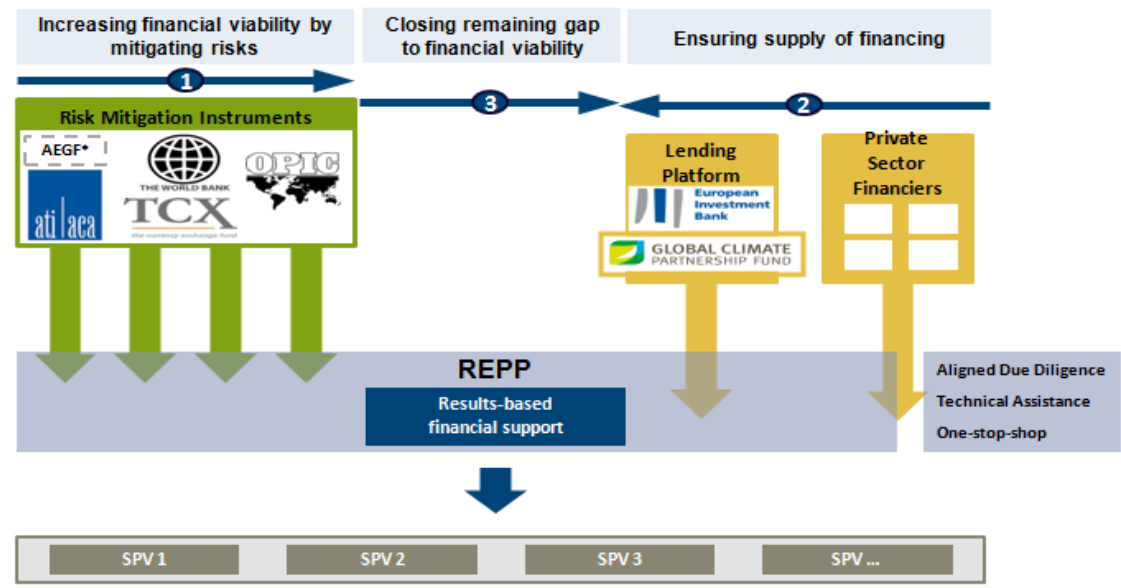 Increasing financial viability by
mitigating risks
Closing remaining gap
to financial viability
Ensuring supply of financing
1
3
2
Risk Mitigation Instruments
AEGF*
ati aca
THE WORLD BANK
TCX
the currency exchange fund
OPIC
Lending
Platform
European
Investment
Bank
GLOBAL CLIMATE
PARTNERSHIP FUND
Private
Sector
Financiers
REPP
Results-based
financial support
Aligned Due Diligence
Technical Assistance
One-stop-shop
SPV 1
SPV 2
SPV 3
SPV ...